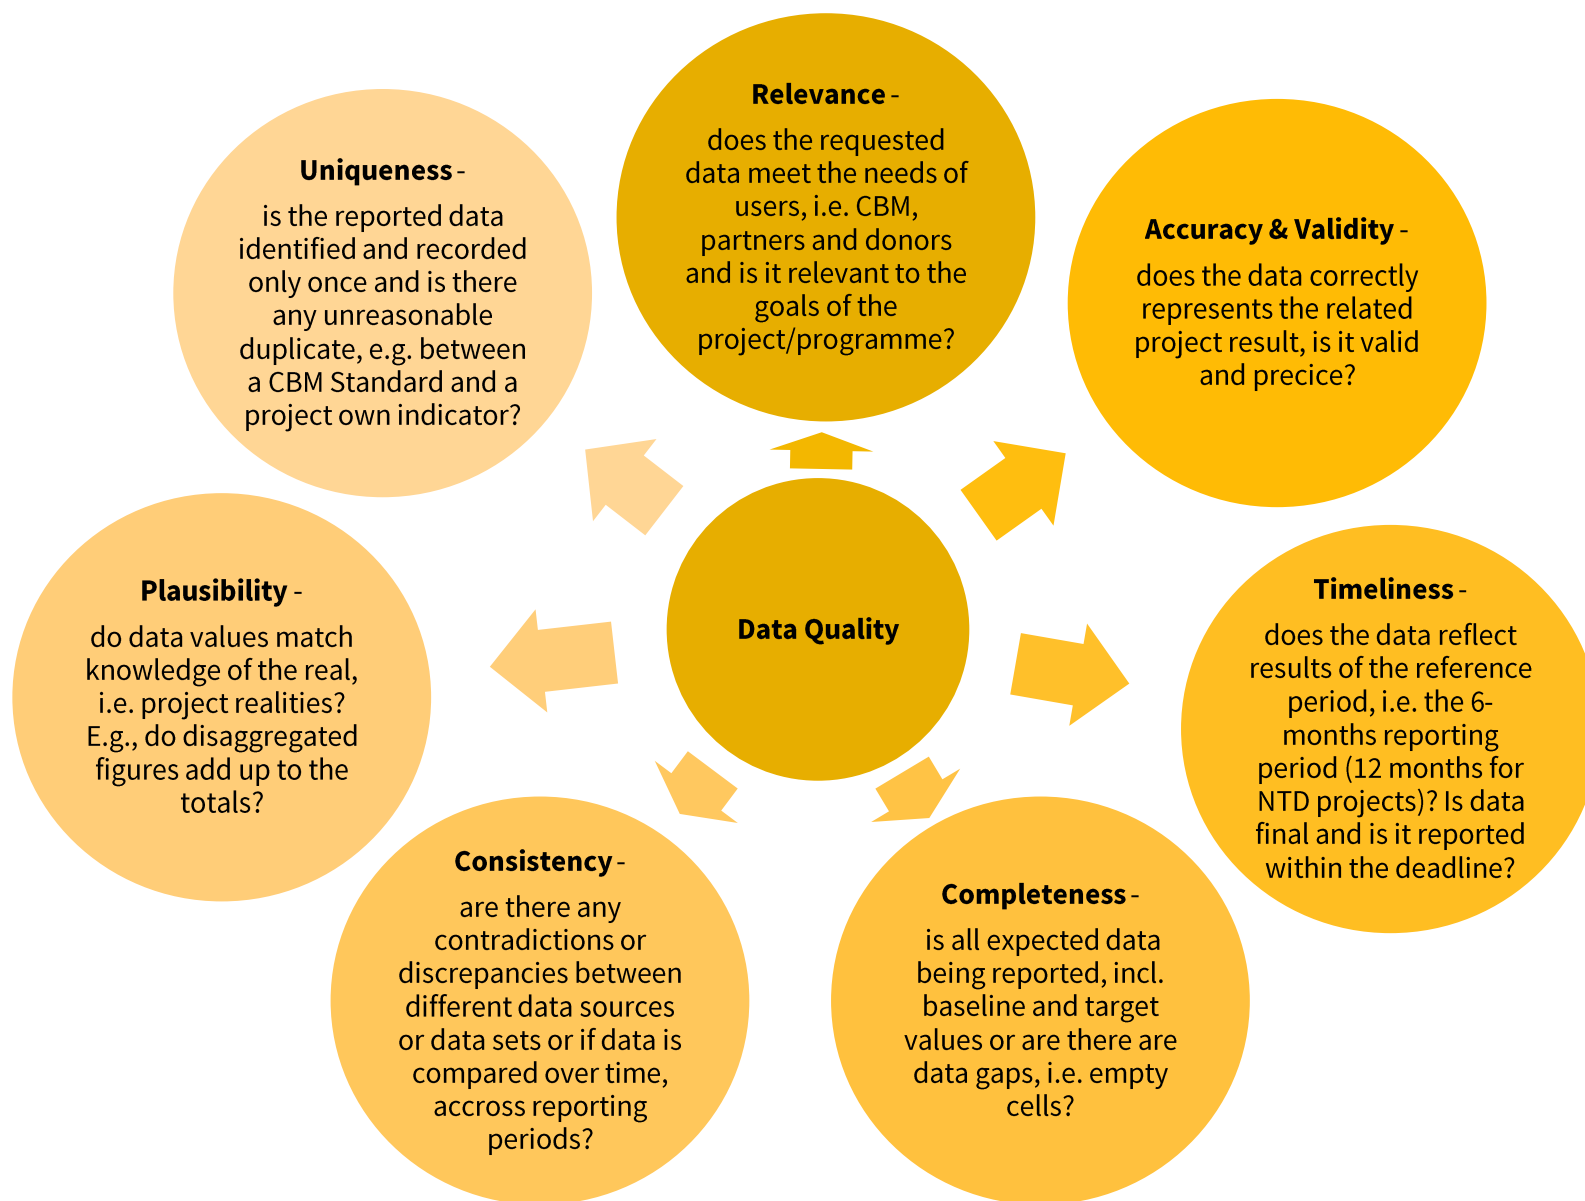 Relevance -
does the requested
data meet the needs of
users, i.e. CBM,
partners and donors
and is it relevant to the
goals of the
project/programme?
Accuracy & Validity -
does the data correctly
represents the related
project result, is it valid
and precice?
Timeliness -
does the data reflect
results of the reference
period, i.e. the 6-
months reporting
period (12 months for
NTD projects)? Is data
final and is it reported
within the deadline?
Completeness -
is all expected data
being reported, incl.
baseline and target
values or are there are
data gaps, i.e. empty
cells?
Consistency -
are there any
contradictions or
discrepancies between
different data sources
or data sets or if data is
compared over time,
accross reporting
periods?
Plausibility -
do data values match
knowledge of the real,
i.e. project realities?
E.g., do disaggregated
figures add up to the
totals?
Uniqueness -
is the reported data
identified and recorded
only once and is there
any unreasonable
duplicate, e.g. between
a CBM Standard and a
project own indicator?
Data Quality